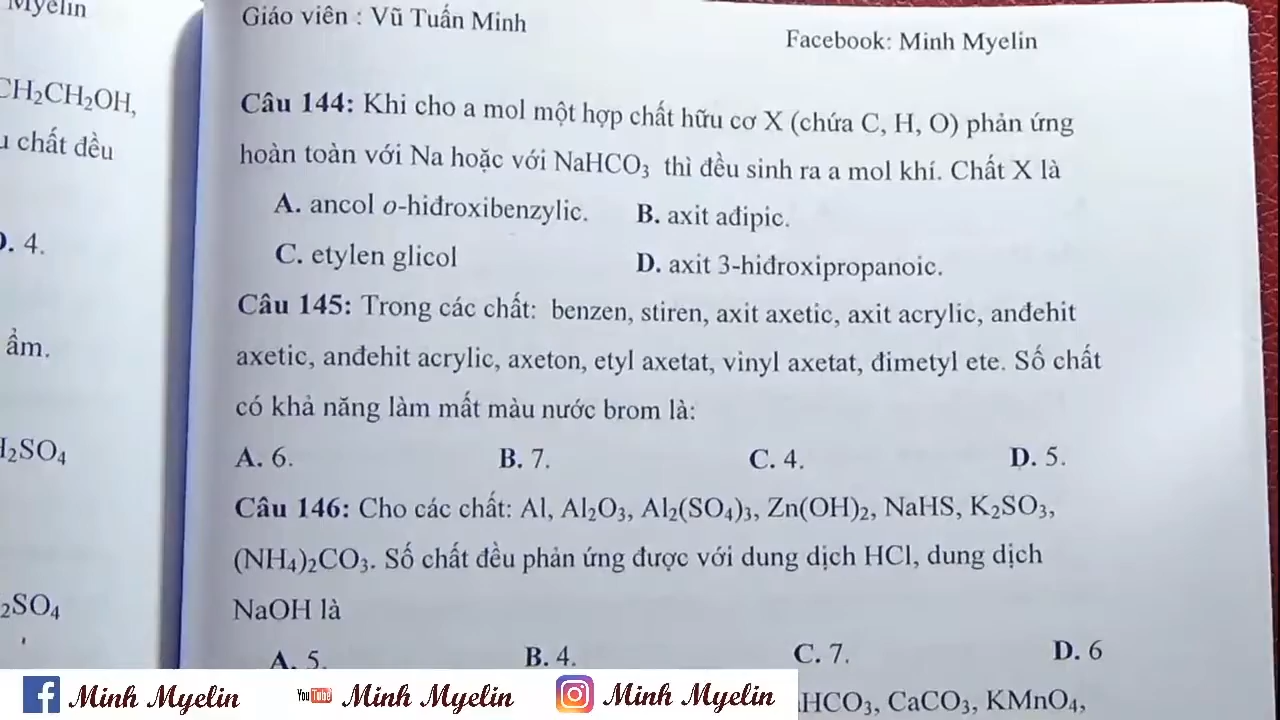 Myelin
CH₂CH₂OH,
chất đều
4.
ẩm.
H₂SO₄
₂SO₄
Giáo viên : Vũ Tuấn Minh
Facebook: Minh Myelin
Câu 144: Khi cho a mol một hợp chất hữu cơ X (chứa C, H, O) phản ứng
hoàn toàn với Na hoặc với NaHCO₃ thì đều sinh ra a mol khí. Chất X là
A. ancol o-hiđroxibenzylic. B. axit ađipic.
C. etylen glicol D. axit 3-hiđroxipropanoic.
Câu 145: Trong các chất: benzen, stiren, axit axetic, axit acrylic, anđehit
axetic, anđehit acrylic, axeton, etyl axetat, vinyl axetat, đimetyl ete. Số chất
có khả năng làm mất màu nước brom là:
A. 6. B. 7. C. 4. D. 5.
Câu 146: Cho các chất: Al, Al₂O₃, Al₂(SO₄)₃, Zn(OH)₂, NaHS, K₂SO₃,
(NH₄)₂CO₃. Số chất đều phản ứng được với dung dịch HCl, dung dịch
NaOH là
A. 5. B. 4. C. 7. D. 6
HCO₃, CaCO₃, KMnO₄,
Minh Myelin YouTube Minh Myelin Minh Myelin